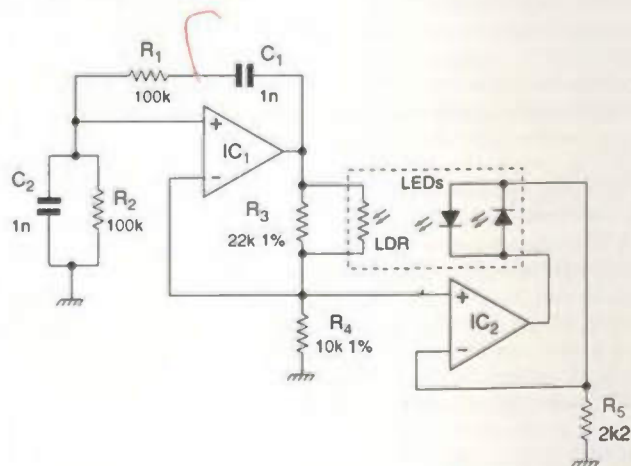 R1
100k
C1
1n
+
IC1
−
C2
1n
R2
100k
R3
22k 1%
LDR
LEDs
R4
10k 1%
+
IC2
−
R5
2k2